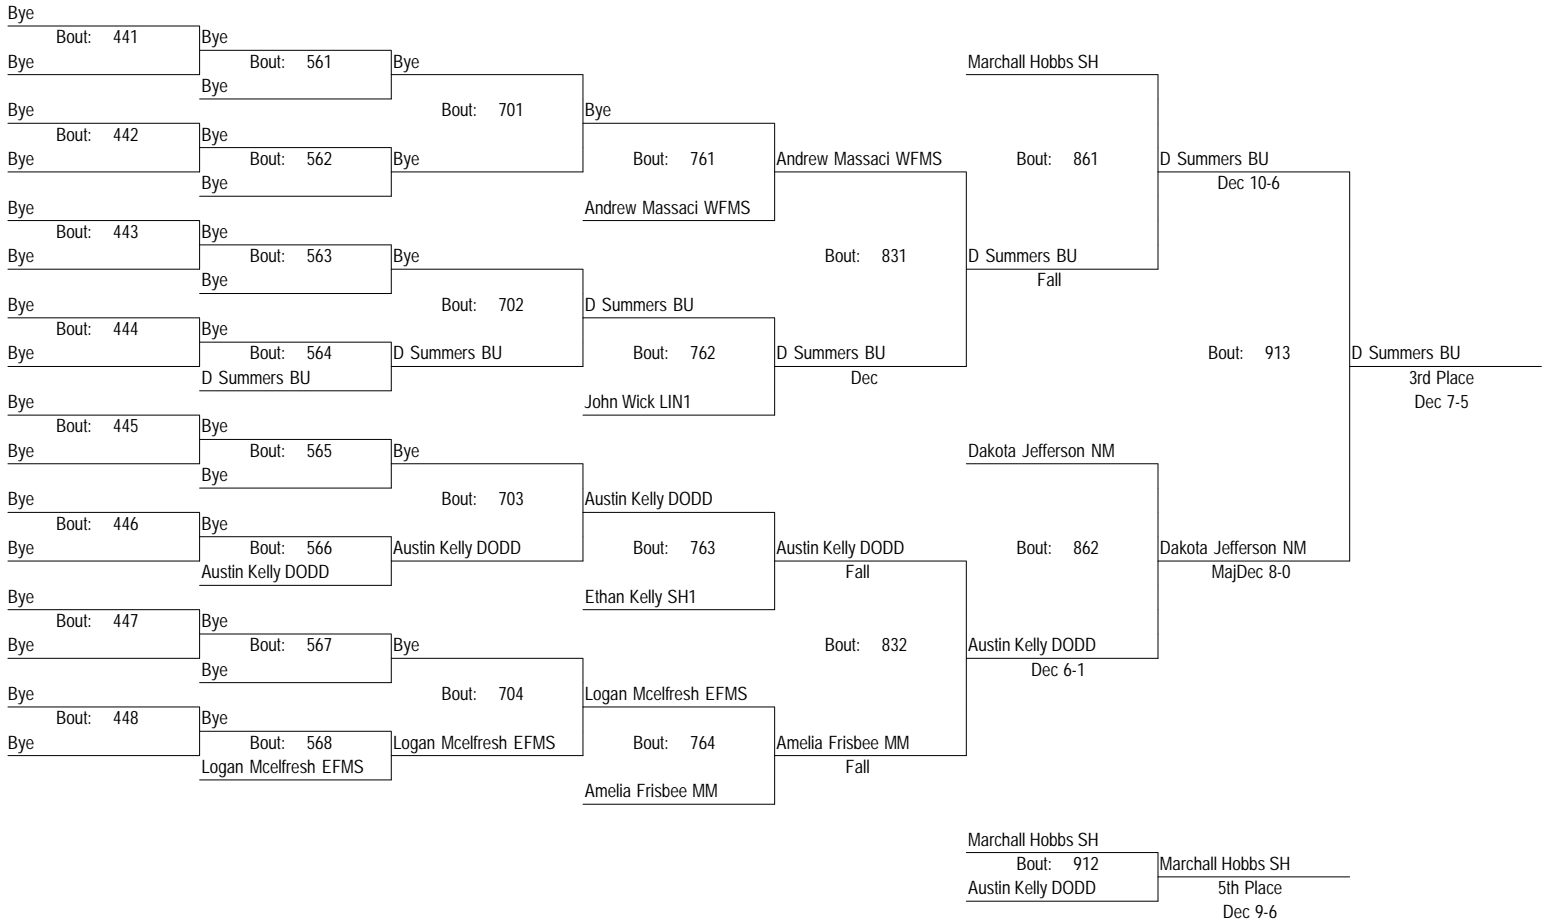 Bye
Bout: 441
Bye
Bye
Bout: 561
Bye
Bye
Bout: 442
Bye
Bye
Bout: 562
Bye
Bye
Bout: 701
Bye
Bye
Bout: 443
Bye
Bye
Bout: 563
Bye
Bye
Bout: 444
Bye
Bye
Bout: 564
D Summers BU
Bye
Bout: 702
D Summers BU
Bye
Bout: 445
Bye
Bye
Bout: 565
Bye
Bye
Bout: 446
Bye
Bye
Bout: 566
Austin Kelly DODD
Bye
Bout: 703
Austin Kelly DODD
Bye
Bout: 447
Bye
Bye
Bout: 567
Bye
Bye
Bout: 448
Bye
Bye
Bout: 568
Logan Mcelfresh EFMS
Bye
Bout: 704
Logan Mcelfresh EFMS
Bye
Bout: 761
Andrew Massaci WFMS
D Summers BU
Bout: 762
John Wick LIN1
Austin Kelly DODD
Bout: 763
Ethan Kelly SH1
Logan Mcelfresh EFMS
Bout: 764
Amelia Frisbee MM
Andrew Massaci WFMS
Bout: 831
D Summers BU
Dec
Austin Kelly DODD
Fall
Bout: 832
Amelia Frisbee MM
Fall
Marchall Hobbs SH
Bout: 861
D Summers BU
Fall
Dakota Jefferson NM
Bout: 862
Austin Kelly DODD
Dec 6-1
D Summers BU
Dec 10-6
Bout: 913
Dakota Jefferson NM
MajDec 8-0
D Summers BU
3rd Place
Dec 7-5
Marchall Hobbs SH
Bout: 912
Austin Kelly DODD
Marchall Hobbs SH
5th Place
Dec 9-6